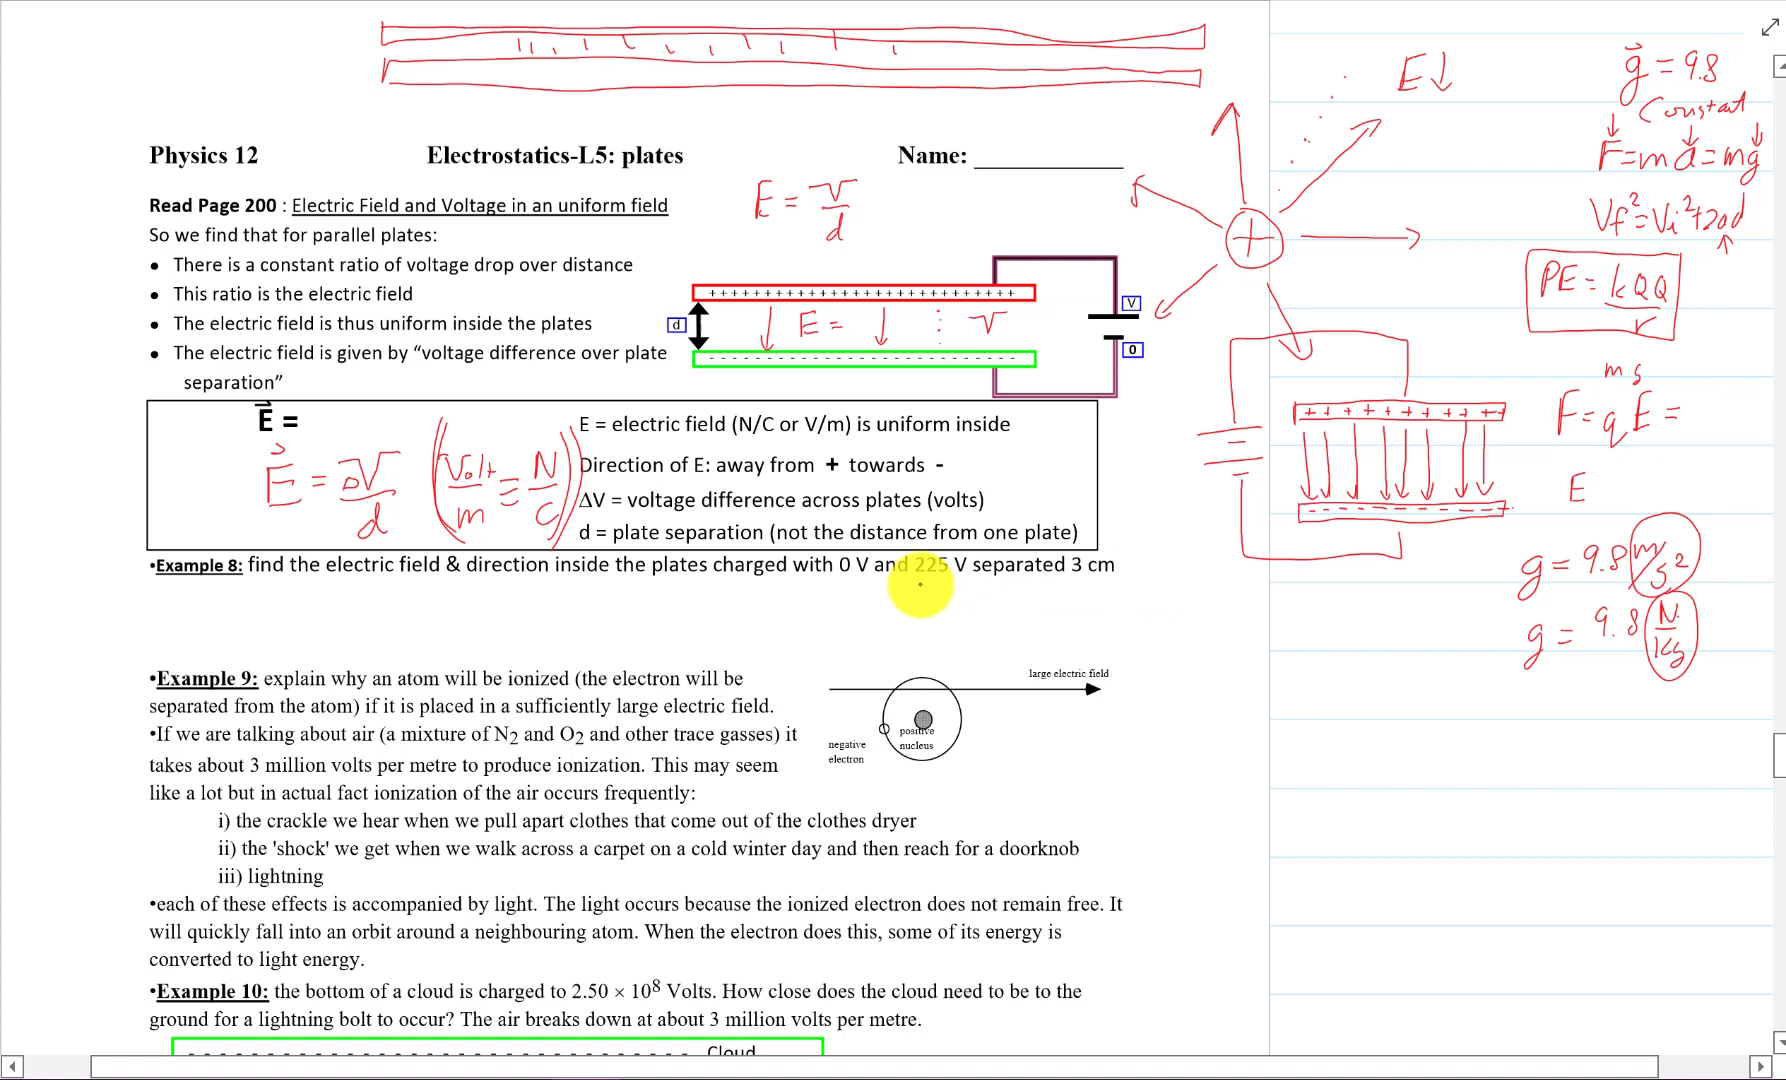 Physics 12 Electrostatics-L5: plates Name: ____________
Read Page 200 : Electric Field and Voltage in an uniform field
E = V/d
So we find that for parallel plates:
• There is a constant ratio of voltage drop over distance
• This ratio is the electric field
• The electric field is thus uniform inside the plates
• The electric field is given by “voltage difference over plate
separation”
+ + + + + + + + + + + + + + + + + + + + + + + + + + +
d
↓ E = ↓ V
- - - - - - - - - - - - - - - - - - - - - - - - - - -
V
0
E =
E = ΔV/d (Volt/m ≡ N/C)
E = electric field (N/C or V/m) is uniform inside
Direction of E: away from + towards -
ΔV = voltage difference across plates (volts)
d = plate separation (not the distance from one plate)
•Example 8: find the electric field & direction inside the plates charged with 0 V and 225 V separated 3 cm
•Example 9: explain why an atom will be ionized (the electron will be
separated from the atom) if it is placed in a sufficiently large electric field.
•If we are talking about air (a mixture of N2 and O2 and other trace gasses) it
takes about 3 million volts per metre to produce ionization. This may seem
like a lot but in actual fact ionization of the air occurs frequently:
large electric field
positive
nucleus
negative
electron
i) the crackle we hear when we pull apart clothes that come out of the clothes dryer
ii) the 'shock' we get when we walk across a carpet on a cold winter day and then reach for a doorknob
iii) lightning
•each of these effects is accompanied by light. The light occurs because the ionized electron does not remain free. It
will quickly fall into an orbit around a neighbouring atom. When the electron does this, some of its energy is
converted to light energy.
•Example 10: the bottom of a cloud is charged to 2.50 × 10⁸ Volts. How close does the cloud need to be to the
ground for a lightning bolt to occur? The air breaks down at about 3 million volts per metre.
Cloud
E↓
+
g = 9.8
Constant
F = ma = mg
Vf² = Vi² + 2ad
PE = kQQ/r
m g
F = qE =
+ + + + + + + + +
- - - - - - - - -
E
g = 9.8 m/s²
g = 9.8 N/kg